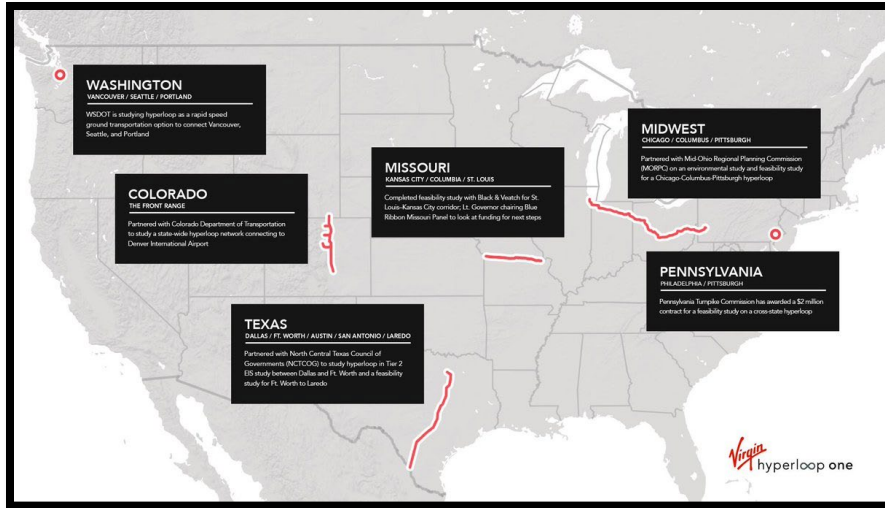 WASHINGTON
VANCOUVER / SEATTLE / PORTLAND
WSDOT is studying hyperloop as a rapid speed
ground transportation option to connect Vancouver,
Seattle, and Portland
COLORADO
THE FRONT RANGE
Partnered with Colorado Department of Transportation
to study a state-wide hyperloop network connecting to
Denver International Airport
MISSOURI
KANSAS CITY / COLUMBIA / ST. LOUIS
Completed feasibility study with Black & Veatch for St.
Louis–Kansas City corridor; Lt. Governor chairing Blue
Ribbon Missouri Panel to look at funding for next steps
MIDWEST
CHICAGO / COLUMBUS / PITTSBURGH
Partnered with Mid-Ohio Regional Planning Commission
(MORPC) on an environmental study and feasibility study
for a Chicago-Columbus-Pittsburgh hyperloop
PENNSYLVANIA
PHILADELPHIA / PITTSBURGH
Pennsylvania Turnpike Commission has awarded a $2 million
contract for a feasibility study on a cross-state hyperloop
TEXAS
DALLAS / FT. WORTH / AUSTIN / SAN ANTONIO / LAREDO
Partnered with North Central Texas Council of
Governments (NCTCOG) to study hyperloop in Tier 2
EIS study between Dallas and Ft. Worth and a feasibility
study for Ft. Worth to Laredo
Virgin hyperloop one